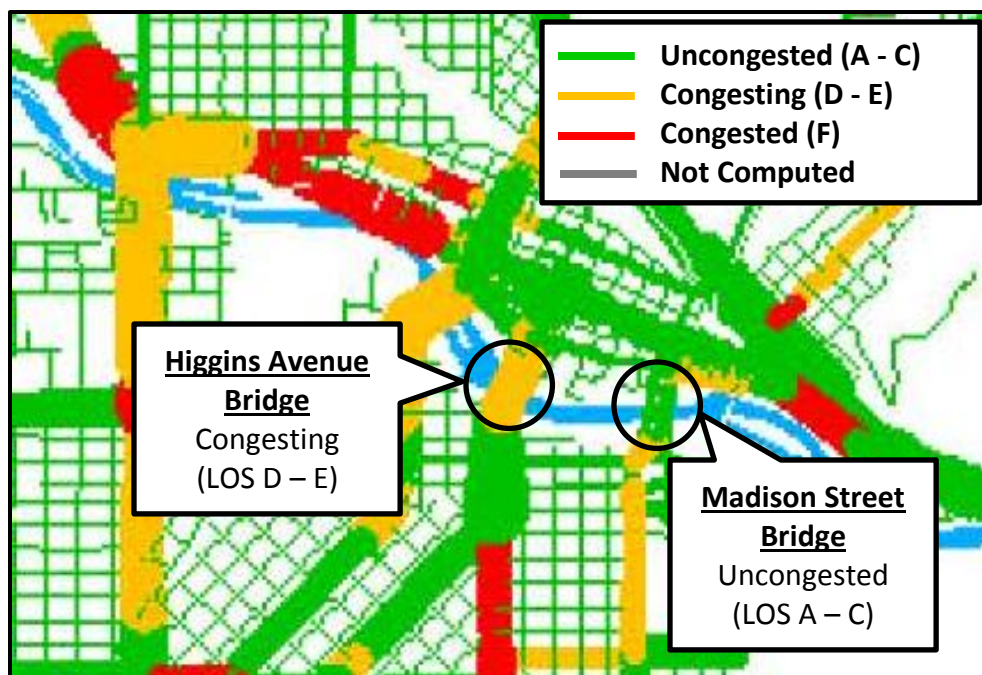 Uncongested (A - C)
Congesting (D - E)
Congested (F)
Not Computed
Higgins Avenue
Bridge
Congesting
(LOS D – E)
Madison Street
Bridge
Uncongested
(LOS A – C)